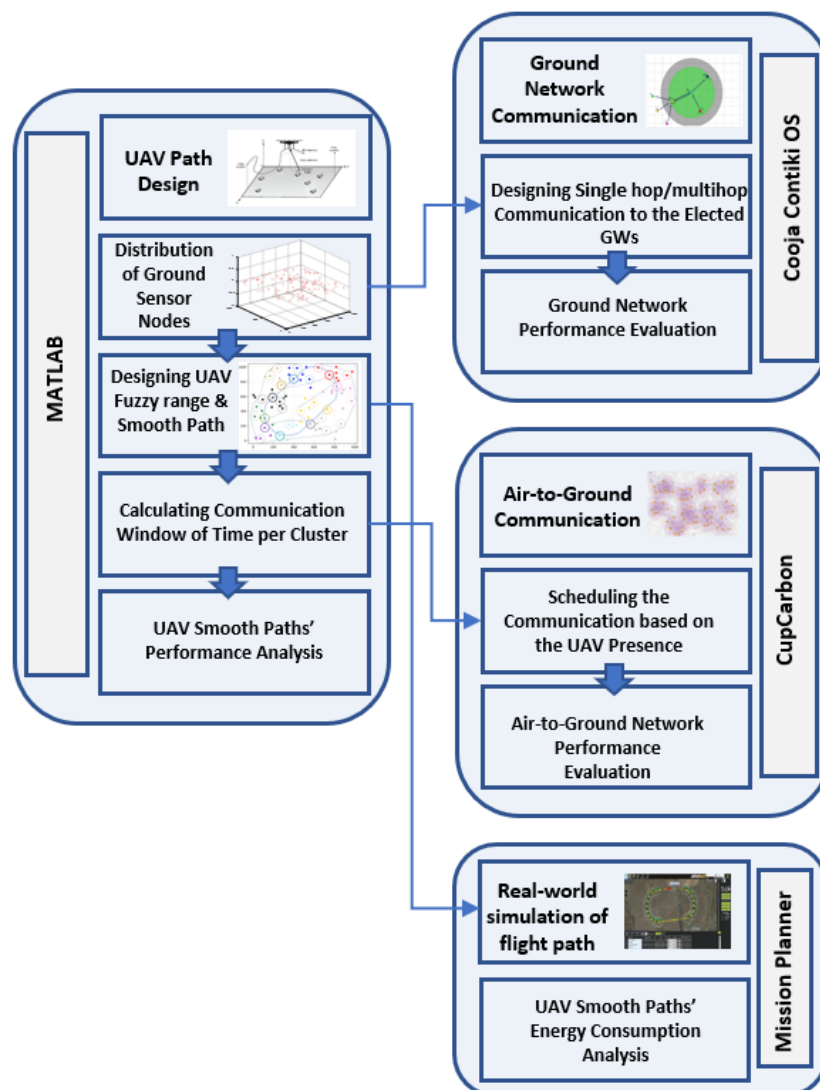 MATLAB
UAV Path
Design
Distribution
of Ground
Sensor
Nodes
Designing UAV
Fuzzy range &
Smooth Path
Calculating Communication
Window of Time per Cluster
UAV Smooth Paths'
Performance Analysis
Ground
Network
Communication
Designing Single hop/multihop
Communication to the Elected
GWs
Ground Network
Performance Evaluation
Cooja Contiki OS
Air-to-Ground
Communication
Scheduling the
Communication based on
the UAV Presence
Air-to-Ground Network
Performance
Evaluation
CupCarbon
Real-world
simulation of
flight path
UAV Smooth Paths'
Energy Consumption
Analysis
Mission Planner